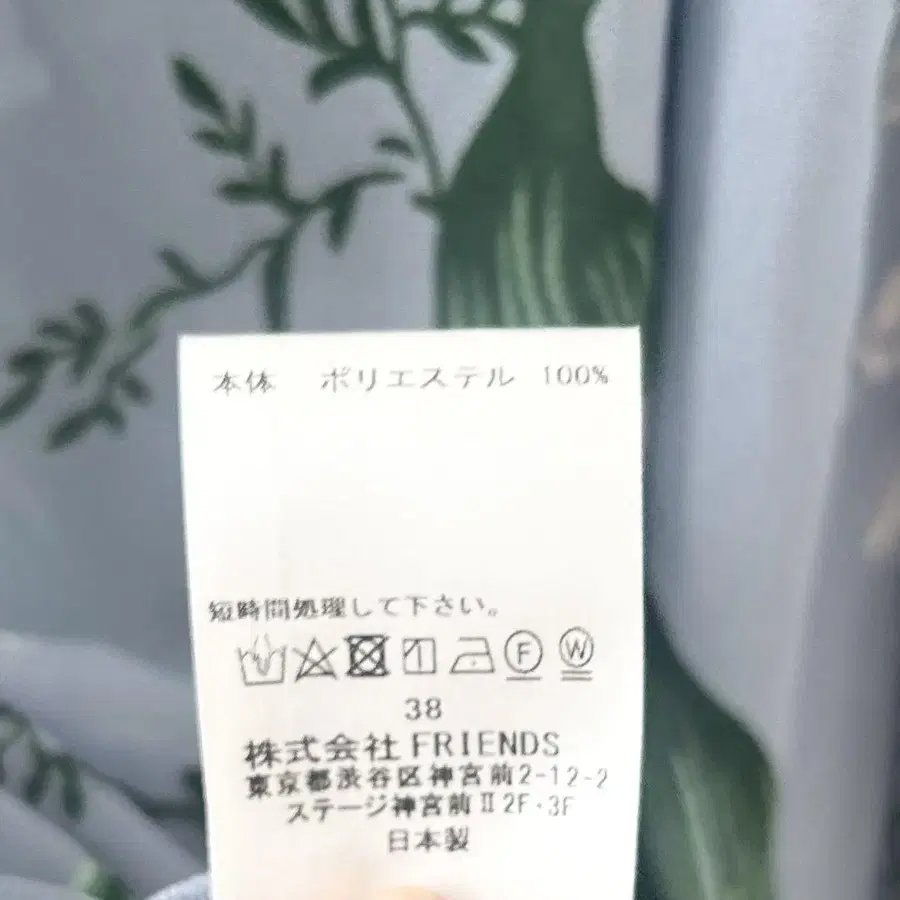 本体 ポリエステル 100%
短時間処理して下さい。
F W
38
株式会社 FRIENDS
東京都渋谷区神宮前2-12-2
ステージ神宮前Ⅱ2F・3F
日本製